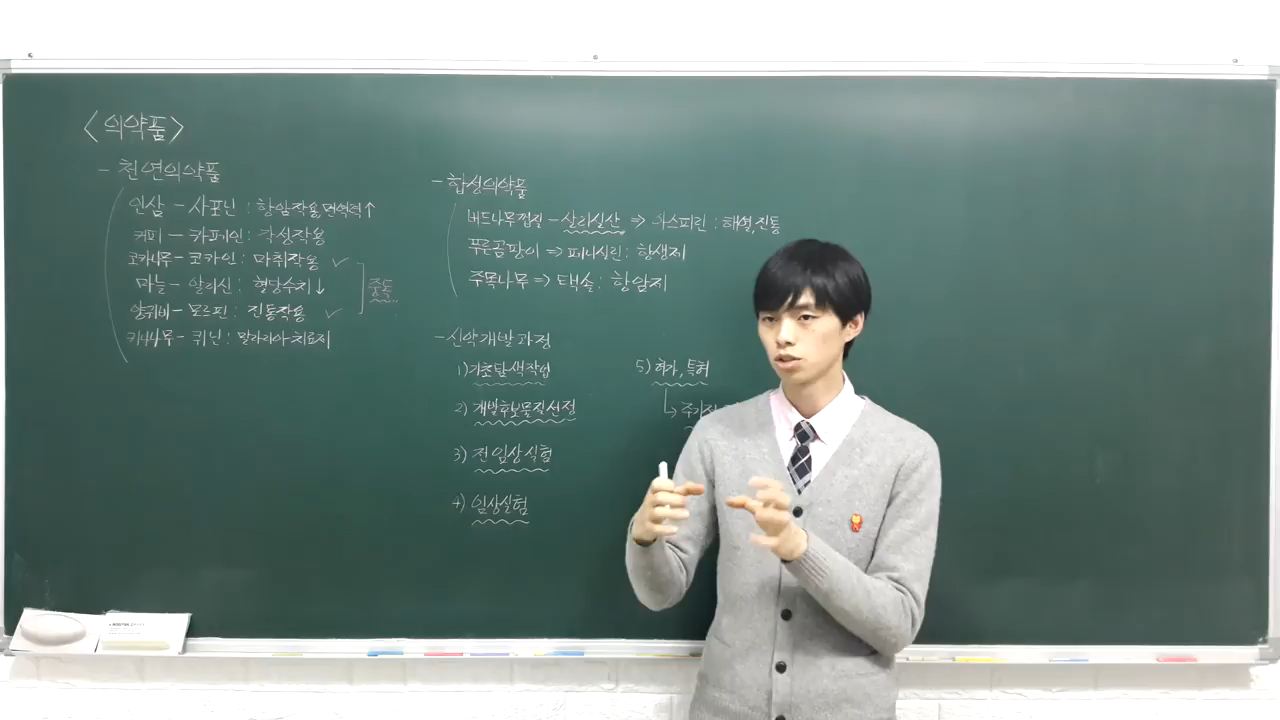 <의약품>
- 천연의약품
인삼 - 사포닌 : 항암작용, 면역력↑
커피 - 카페인 : 각성작용
코카나무 - 코카인 : 마취작용 ✓
마늘 - 알리신 : 혈당수치↓
양귀비 - 모르핀 : 진통작용 ✓
키나나무 - 퀴닌 : 말라리아 치료제
중독
- 합성의약품
버드나무껍질 - 살리실산 ⇒ 아스피린 : 해열, 진통
푸른곰팡이 ⇒ 페니실린 : 항생제
주목나무 ⇒ 택솔 : 항암제
- 신약개발 과정
1) 기초탐색작업
2) 개발후보물질선정
3) 전임상실험
4) 임상실험
5) 허가, 특허